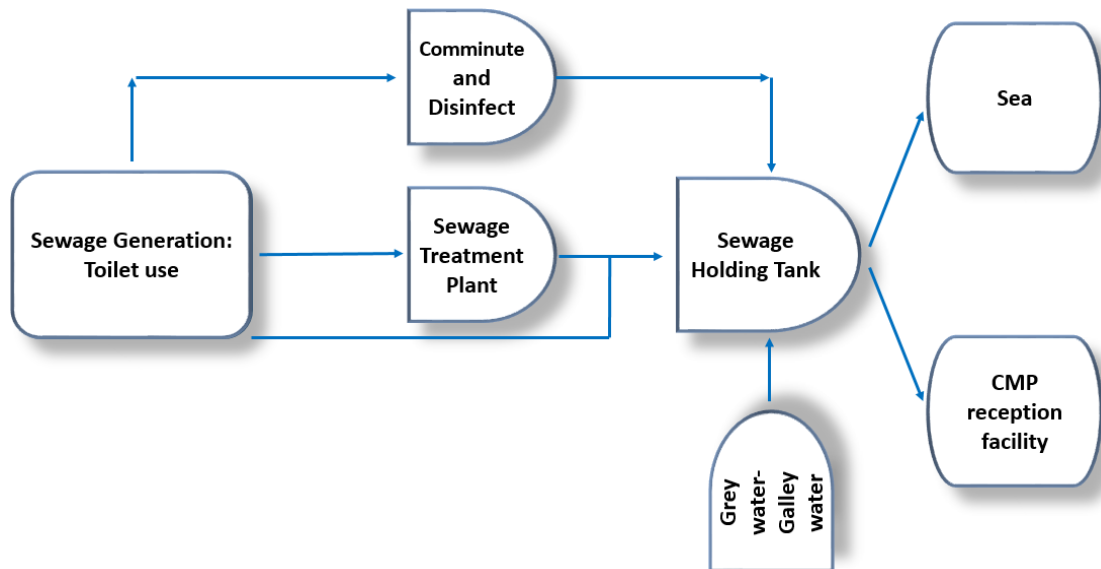 Comminute
and
Disinfect
Sea
Sewage Generation:
Toilet use
Sewage
Treatment
Plant
Sewage
Holding Tank
CMP
reception
facility
Grey
water-
Galley
water